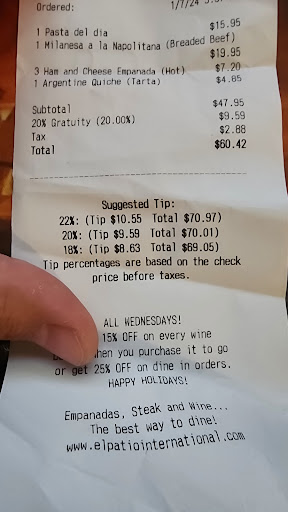 Ordered: 1/7/24
$15.95
1 Pasta del dia
1 Milanesa a la Napolitana (Breaded Beef)
$19.95
3 Ham and Cheese Empanada (Hot) $7.20
1 Argentine Quiche (Tarta) $4.85
Subtotal $47.95
20% Gratuity (20.00%) $9.59
Tax $2.88
Total $60.42
Suggested Tip:
22%: (Tip $10.55 Total $70.97)
20%: (Tip $9.59 Total $70.01)
18%: (Tip $8.63 Total $69.05)
Tip percentages are based on the check
price before taxes.
ALL WEDNESDAYS!
15% OFF on every wine
when you purchase it to go
or get 25% OFF on dine in orders.
HAPPY HOLIDAYS!
Empanadas, Steak and Wine...
The best way to dine!
www.elpatiointernational.com